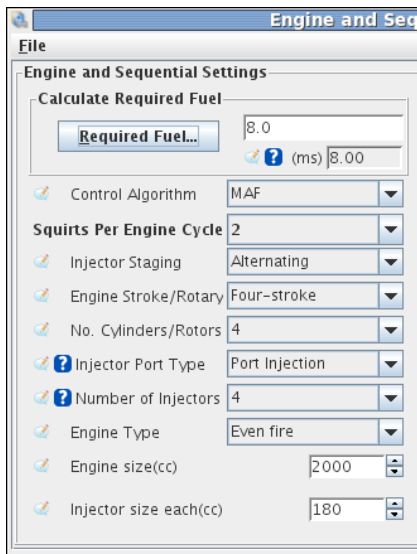 Engine and Seq
File
Engine and Sequential Settings
Calculate Required Fuel
Required Fuel...
8.0
? (ms) 8.00
Control Algorithm MAF
Squirts Per Engine Cycle 2
Injector Staging Alternating
Engine Stroke/Rotary Four-stroke
No. Cylinders/Rotors 4
? Injector Port Type Port Injection
? Number of Injectors 4
Engine Type Even fire
Engine size(cc) 2000
Injector size each(cc) 180